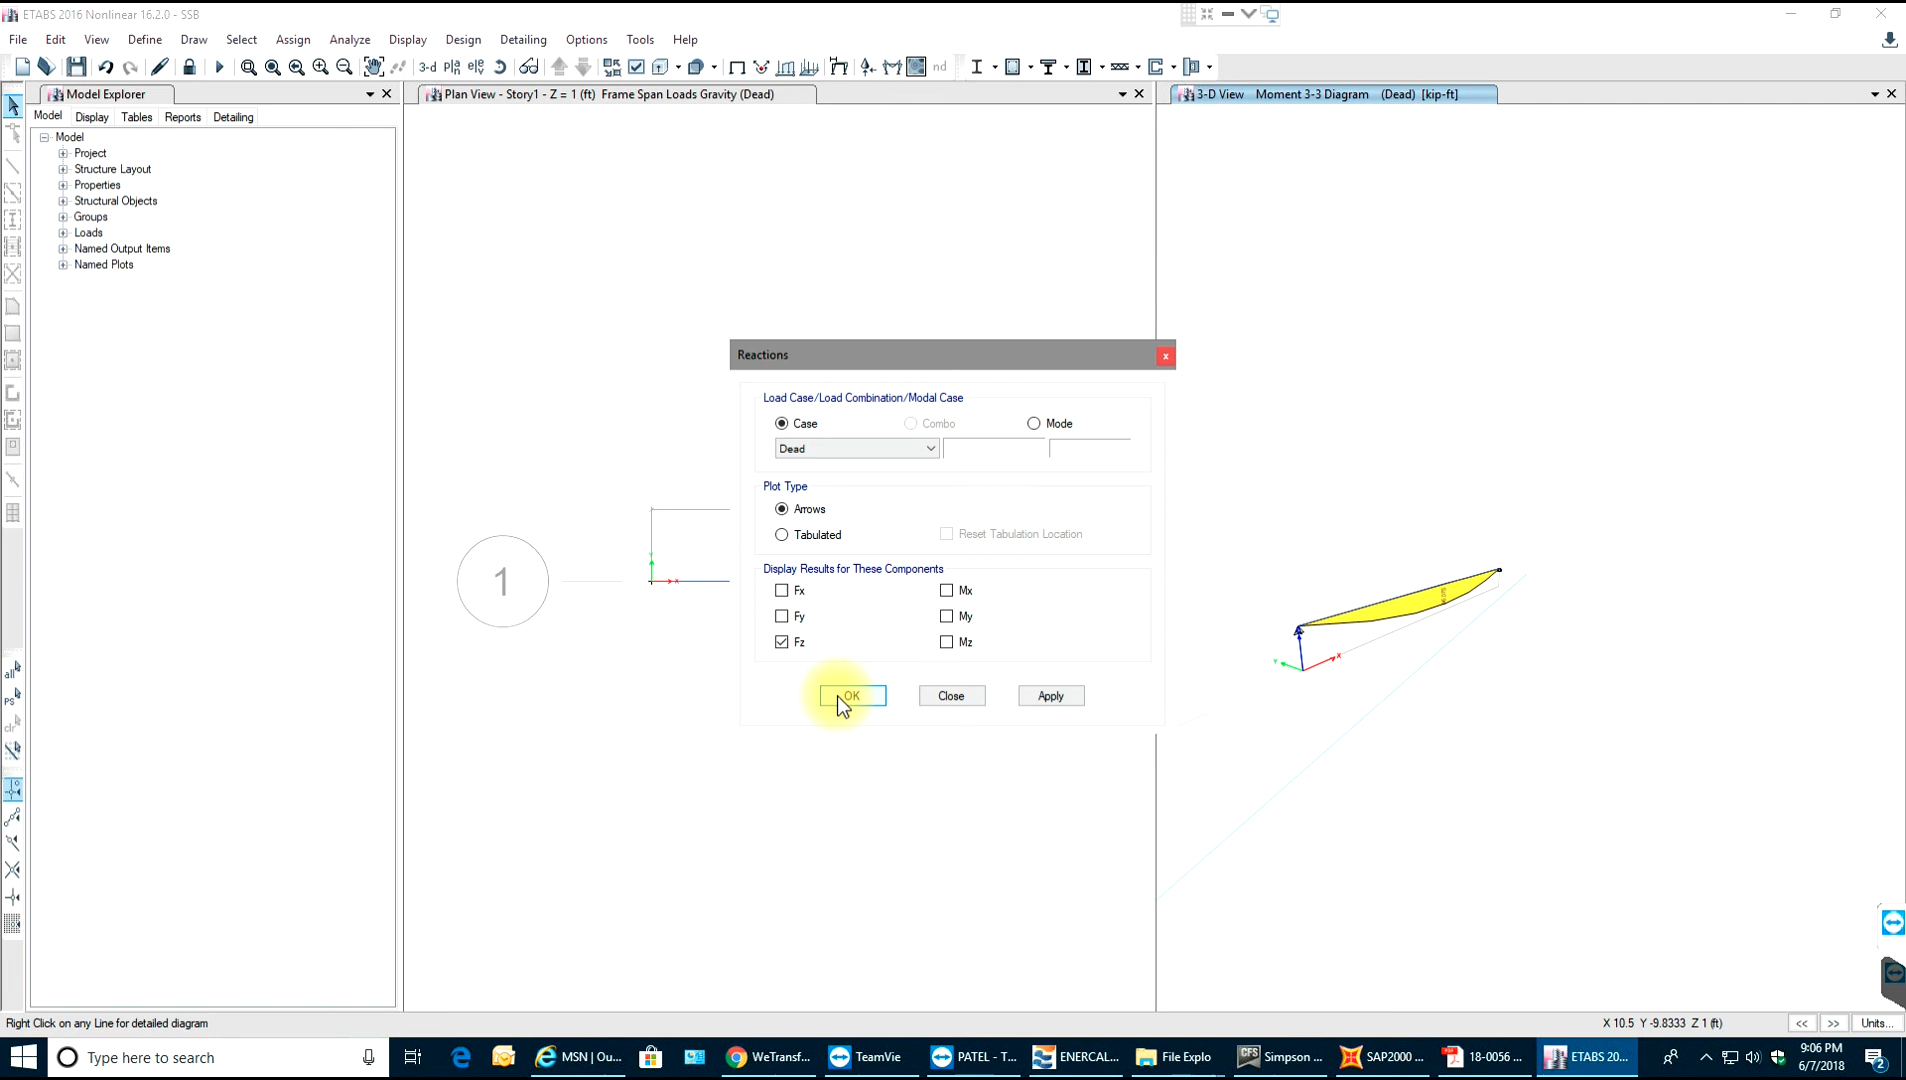 ETABS 2016 Nonlinear 16.2.0 - SSB
File Edit View Define Draw Select Assign Analyze Display Design Detailing Options Tools Help
3-d
nd
Model Explorer
Plan View - Story1 - Z = 1 (ft) Frame Span Loads Gravity (Dead)
3-D View Moment 3-3 Diagram (Dead) [kip-ft]
Model Display Tables Reports Detailing
Model
Project
Structure Layout
Properties
Structural Objects
Groups
Loads
Named Output Items
Named Plots
Reactions
x
Load Case/Load Combination/Modal Case
Case Combo Mode
Dead
Plot Type
Arrows
Tabulated Reset Tabulation Location
Display Results for These Components
Fx Mx
Fy My
Fz Mz
OK Close Apply
1
Y
X
X
Y
all
PS
clr
Right Click on any Line for detailed diagram
X 10.5 Y -9.8333 Z 1 (ft)
<< >> Units...
Type here to search
MSN | Ou...
WeTransf...
TeamVie...
PATEL - T...
ENERCAL...
File Explo...
CFS
Simpson ...
SAP2000 ...
18-0056 ...
ETABS 20...
9:06 PM
6/7/2018
2